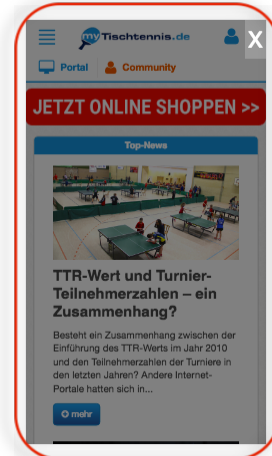 myTischtennis.de
X
Portal Community
JETZT ONLINE SHOPPEN >>
Top-News
TTR-Wert und Turnier-
Teilnehmerzahlen – ein
Zusammenhang?
Besteht ein Zusammenhang zwischen der
Einführung des TTR-Werts im Jahr 2010
und den Teilnehmerzahlen der Turniere in
den letzten Jahren? Andere Internet-
Portale hatten sich in...
mehr